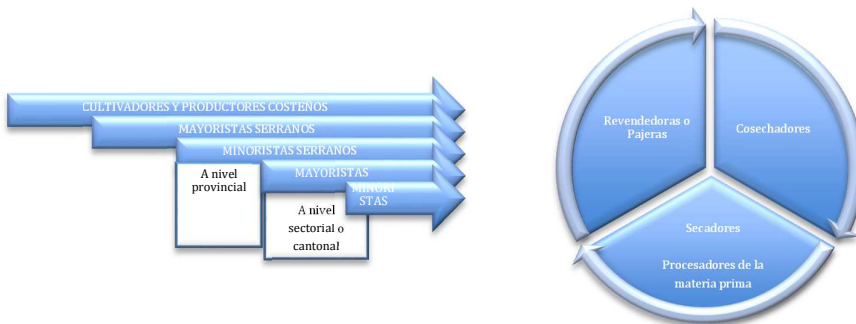 CULTIVADORES Y PRODUCTORES COSTEÑOS
MAYORISTAS SERRANOS
MINORISTAS SERRANOS
A nivel
provincial
MAYORISTAS
MINORI
STAS
A nivel
sectorial o
cantonal
Revendedoras o
Pajeras
Cosechadores
Secadores
Procesadores de la
materia prima